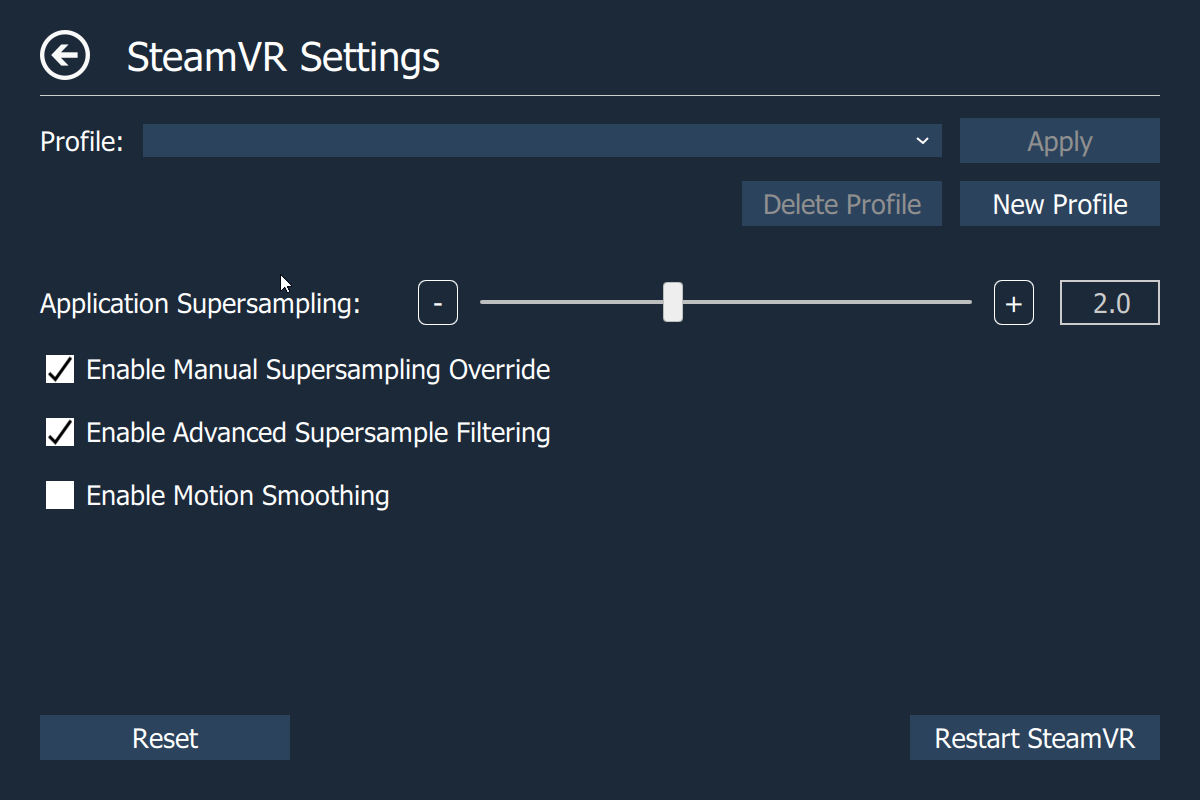 SteamVR Settings
Profile:
Apply
Delete Profile
New Profile
Application Supersampling:
-
+
2.0
Enable Manual Supersampling Override
Enable Advanced Supersample Filtering
Enable Motion Smoothing
Reset
Restart SteamVR